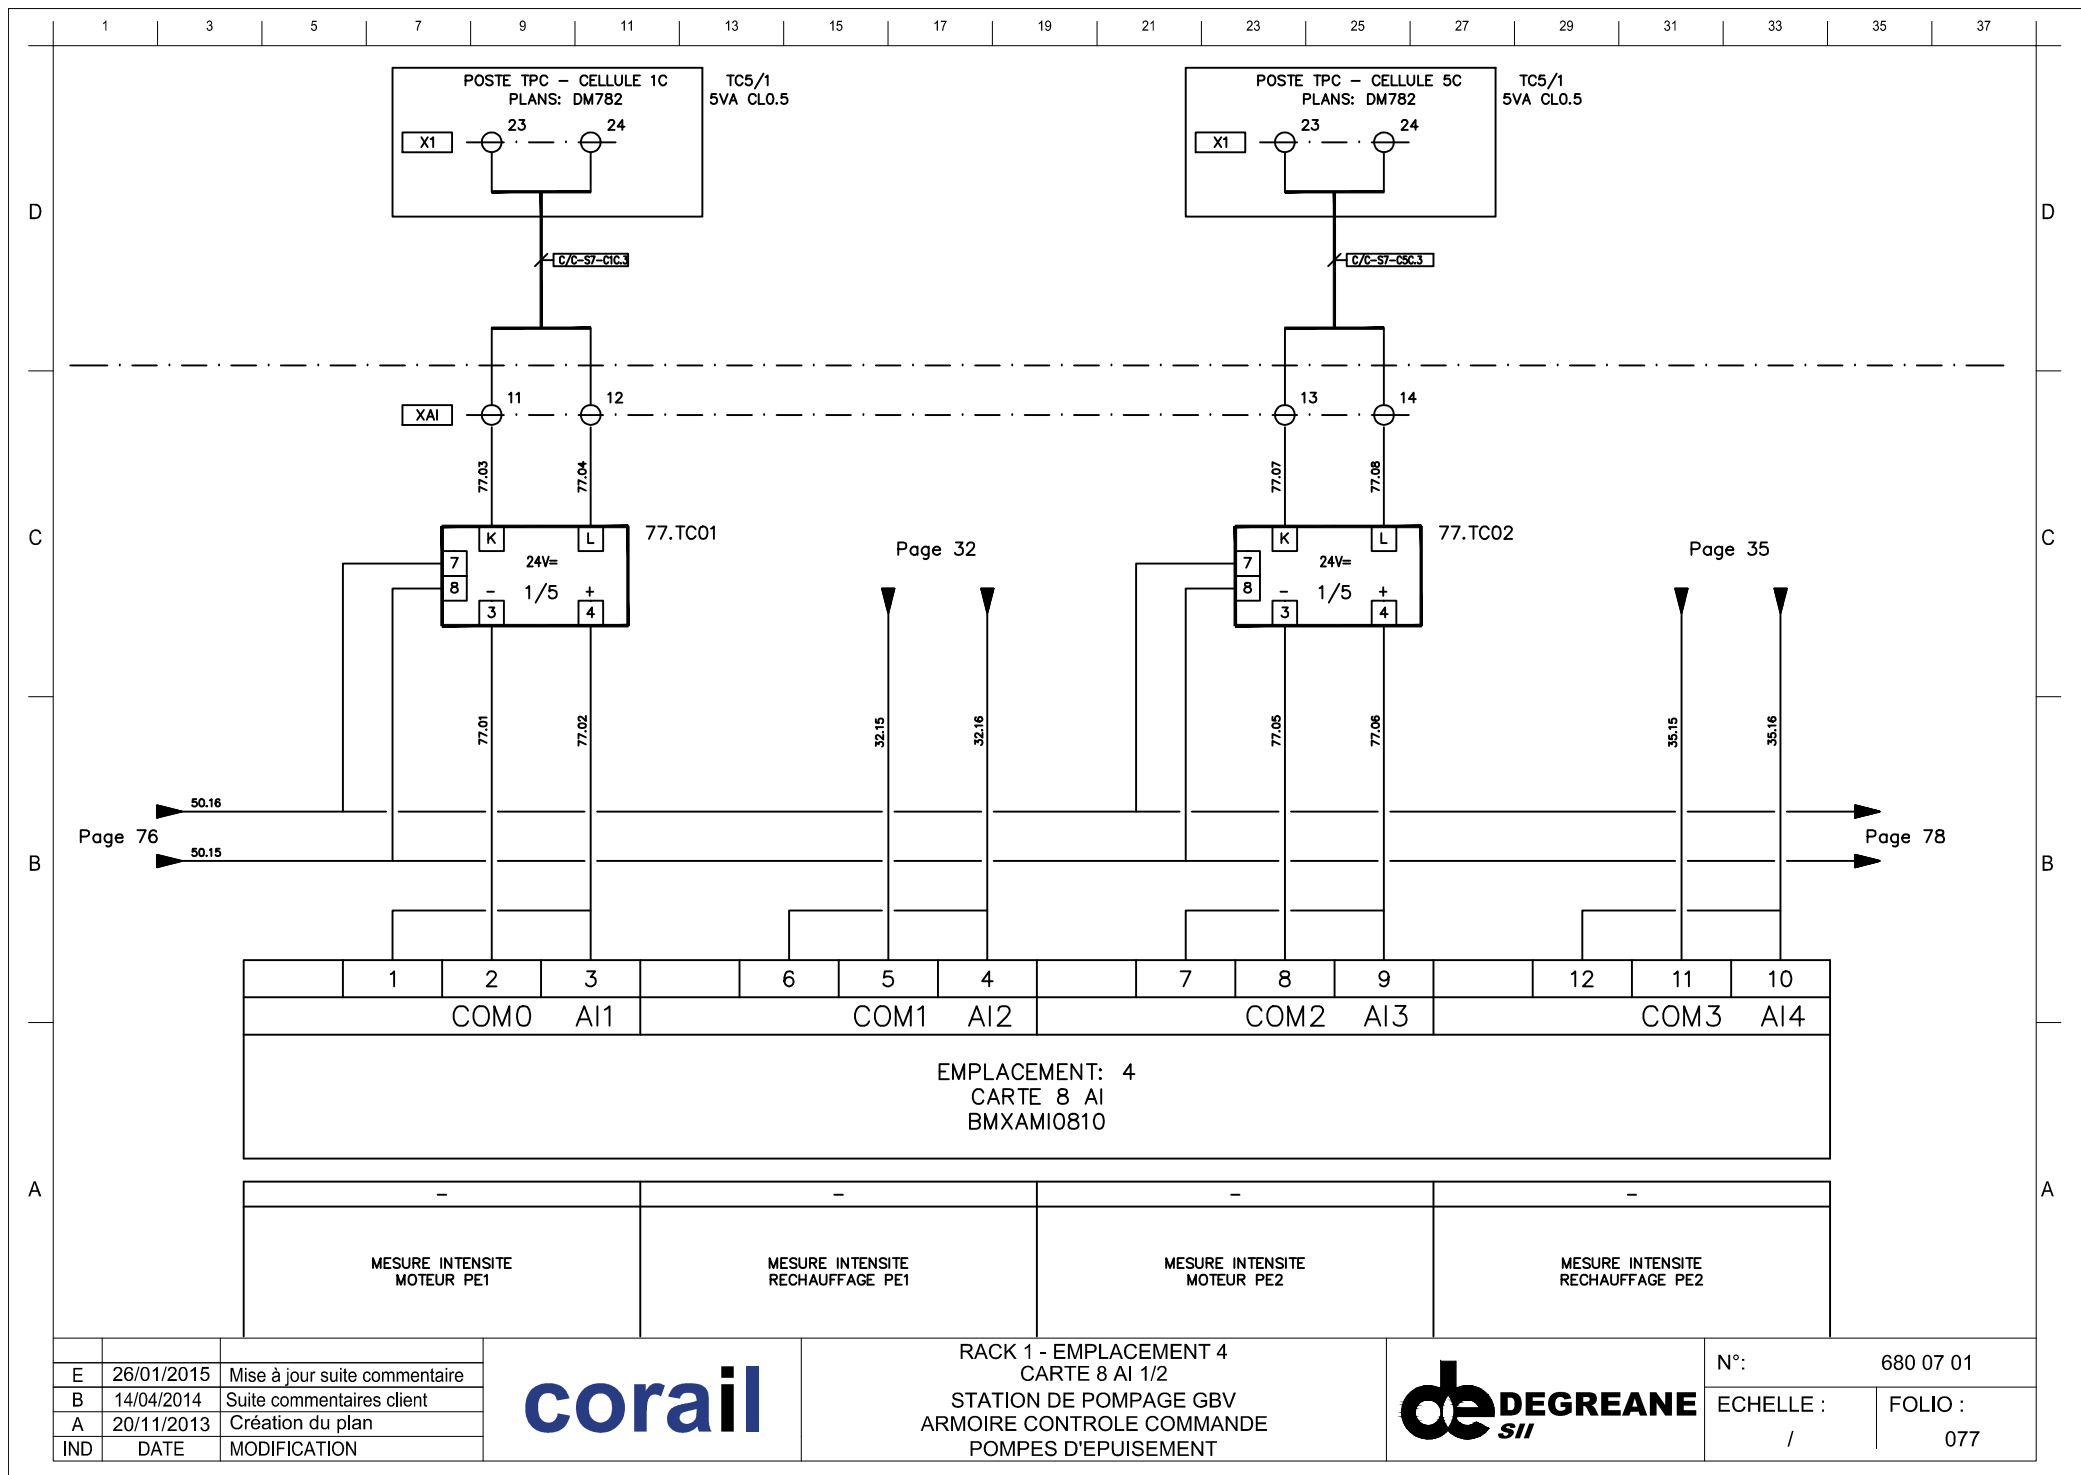 1 3 5 7 9 11 13 15 17 19 21 23 25 27 29 31 33 35 37
POSTE TPC – CELLULE 1C
PLANS: DM782
TC5/1
5VA CL0.5
X1 23 24
POSTE TPC – CELLULE 5C
PLANS: DM782
TC5/1
5VA CL0.5
X1 23 24
D D
C/C-S7-C1C.3
C/C-S7-C5C.3
XAI 11 12 13 14
77.03 77.04 77.07 77.08
C C
K L
7 24V=
8 - 1/5 +
3 4
77.TC01
Page 32
K L
7 24V=
8 - 1/5 +
3 4
77.TC02
Page 35
77.01 77.02 32.15 32.16 77.05 77.06 35.15 35.16
50.16
Page 76 Page 78
50.15
B B
1 2 3 6 5 4 7 8 9 12 11 10
COM0 AI1 COM1 AI2 COM2 AI3 COM3 AI4
EMPLACEMENT: 4
CARTE 8 AI
BMXAMI0810
A A
- - - -
MESURE INTENSITE
MOTEUR PE1
MESURE INTENSITE
RECHAUFFAGE PE1
MESURE INTENSITE
MOTEUR PE2
MESURE INTENSITE
RECHAUFFAGE PE2
E 26/01/2015 Mise à jour suite commentaire
B 14/04/2014 Suite commentaires client
A 20/11/2013 Création du plan
IND DATE MODIFICATION
corail
RACK 1 - EMPLACEMENT 4
CARTE 8 AI 1/2
STATION DE POMPAGE GBV
ARMOIRE CONTROLE COMMANDE
POMPES D'EPUISEMENT
de DEGREANE
SII
N°: 680 07 01
ECHELLE : FOLIO :
/ 077